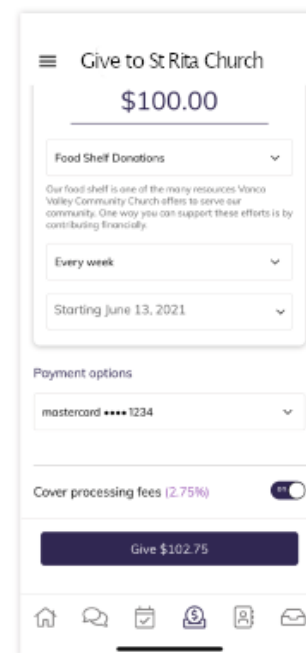 Give to St Rita Church
$100.00
Food Shelf Donations
Our food shelf is one of the many resources Vanco
Valley Community Church offers to serve our
community. One way you can support these efforts is by
contributing financially.
Every week
Starting June 13, 2021
Payment options
mastercard •••• 1234
Cover processing fees (2.75%)
ON
Give $102.75